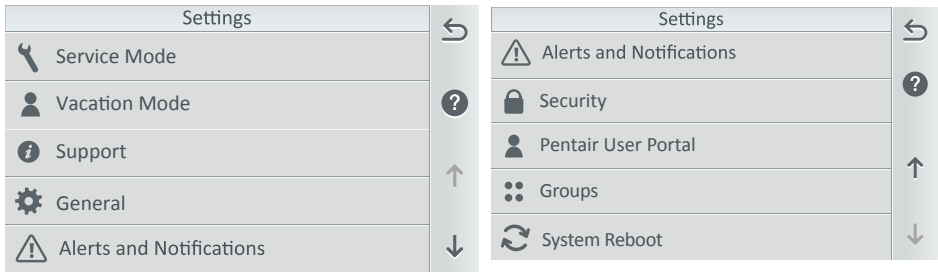 Settings
Service Mode
Vacation Mode
Support
General
Alerts and Notifications
Settings
Alerts and Notifications
Security
Pentair User Portal
Groups
System Reboot